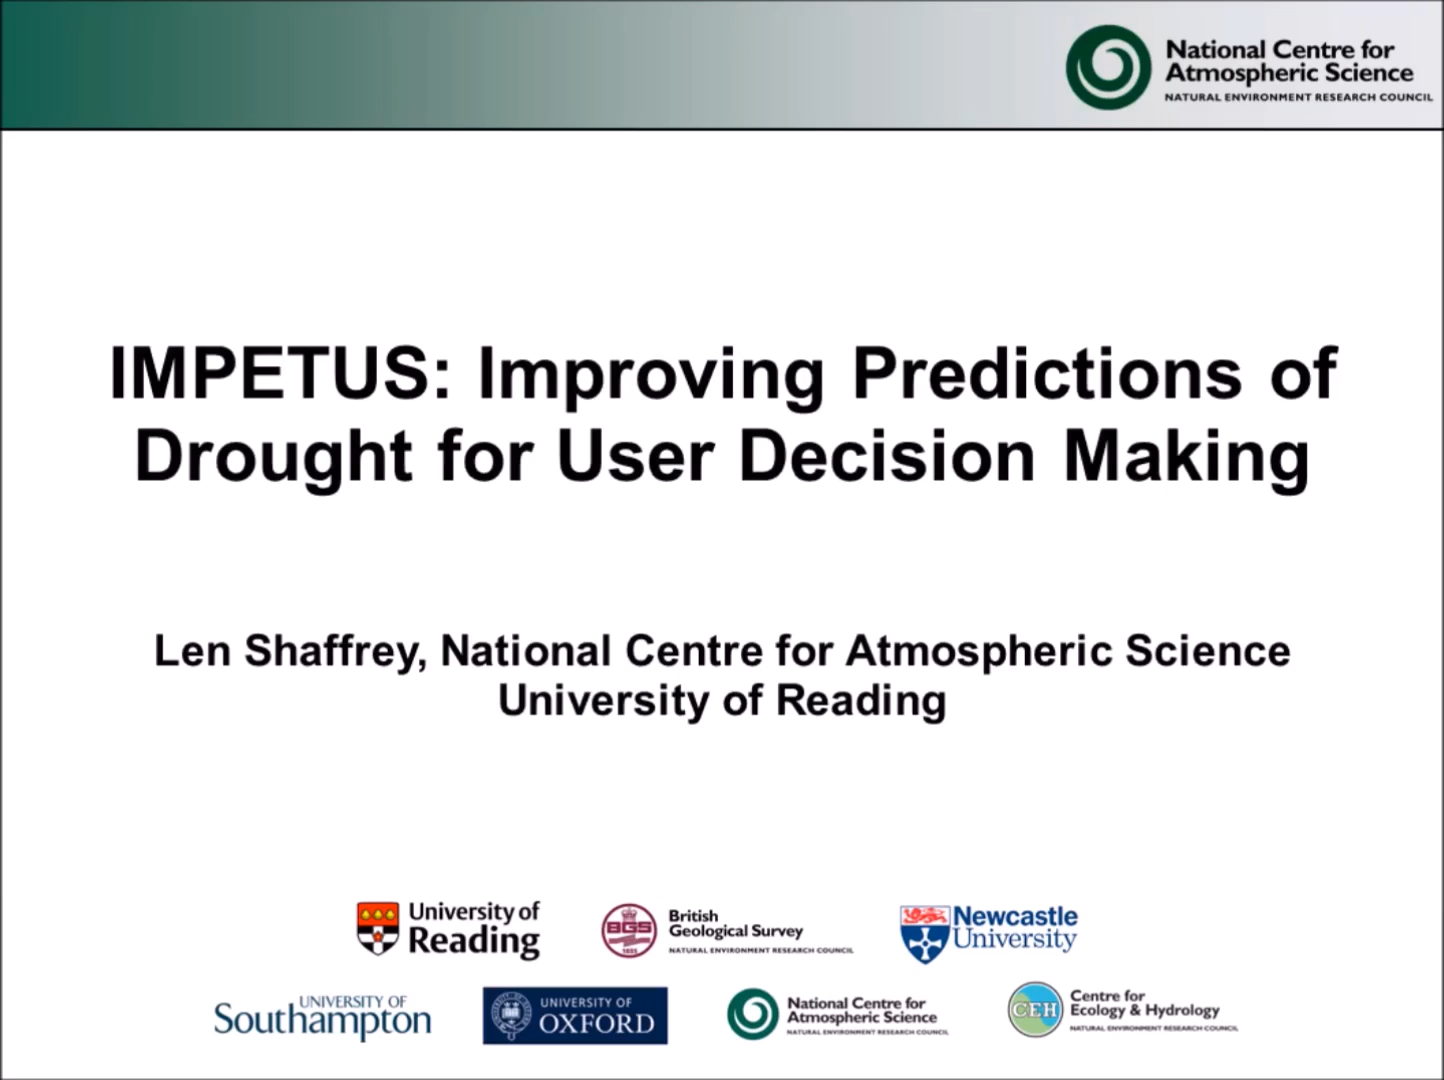 National Centre for
Atmospheric Science
NATURAL ENVIRONMENT RESEARCH COUNCIL
IMPETUS: Improving Predictions of
Drought for User Decision Making
Len Shaffrey, National Centre for Atmospheric Science
University of Reading
University of
Reading
BGS
1835
British
Geological Survey
NATURAL ENVIRONMENT RESEARCH COUNCIL
Newcastle
University
UNIVERSITY OF
Southampton
UNIVERSITY OF
OXFORD
National Centre for
Atmospheric Science
NATURAL ENVIRONMENT RESEARCH COUNCIL
CEH
Centre for
Ecology & Hydrology
NATURAL ENVIRONMENT RESEARCH COUNCIL